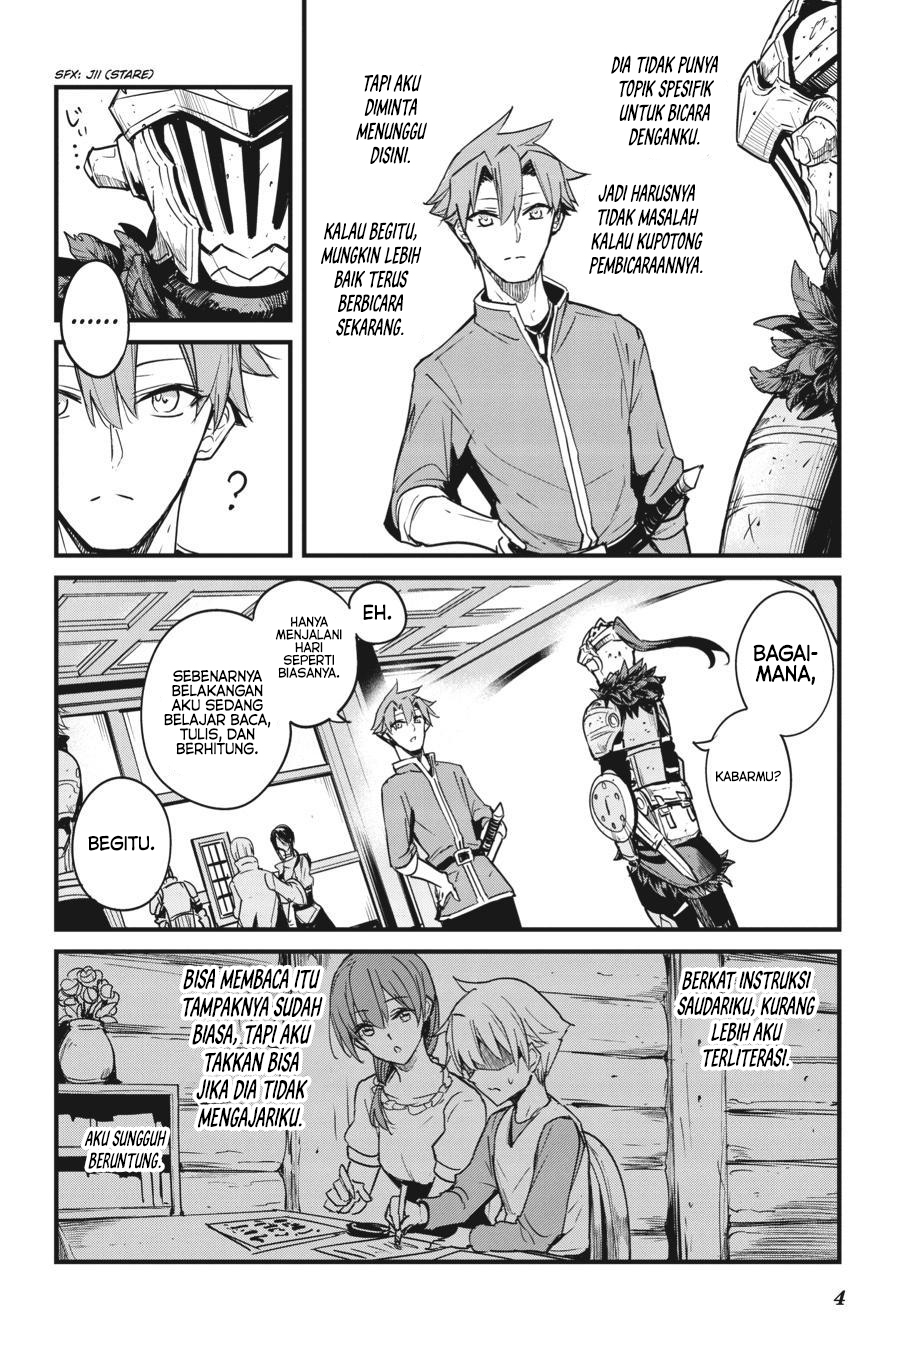 DIA TIDAK PUNYA
TOPIK SPESIFIK
UNTUK BICARA
DENGANKU.
JADI HARUSNYA
TIDAK MASALAH
KALAU KUPOTONG
PEMBICARAANNYA.
TAPI AKU
DIMINTA
MENUNGGU
DISINI.
KALAU BEGITU,
MUNGKIN LEBIH
BAIK TERUS
BERBICARA
SEKARANG.
SFX: JII (STARE)
じぃ
.......
?
BAGAI-
MANA,
KABARMU?
EH.
HANYA
MENJALANI
HARI
SEPERTI
BIASANYA.
SEBENARNYA
BELAKANGAN
AKU SEDANG
BELAJAR BACA,
TULIS, DAN
BERHITUNG.
BEGITU.
BERKAT INSTRUKSI
SAUDARIKU, KURANG
LEBIH AKU
TERLITERASI.
BISA MEMBACA ITU
TAMPAKNYA SUDAH
BIASA, TAPI AKU
TAKKAN BISA
JIKA DIA TIDAK
MENGAJARIKU.
AKU SUNGGUH
BERUNTUNG.
4